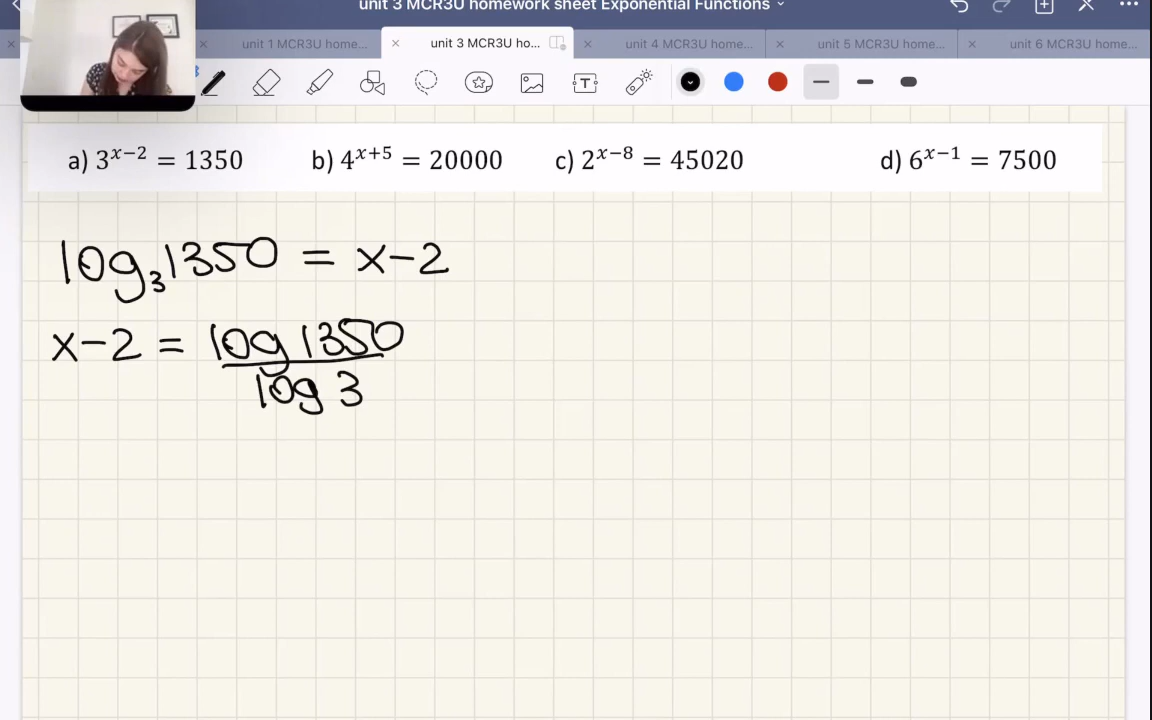 unit 3 MCR3U homework sheet Exponential Functions
unit 1 MCR3U home... unit 3 MCR3U ho... unit 4 MCR3U home... unit 5 MCR3U home... unit 6 MCR3U home...
a) 3^{x−2} = 1350 b) 4^{x+5} = 20000 c) 2^{x−8} = 45020 d) 6^{x−1} = 7500
log₃1350 = x-2
x-2 = log 1350
log 3